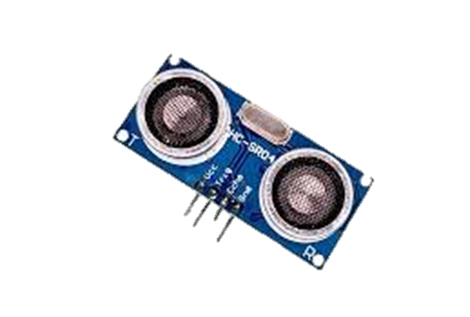 HC-SR04
T
Vcc
Trig
Echo
Gnd
R